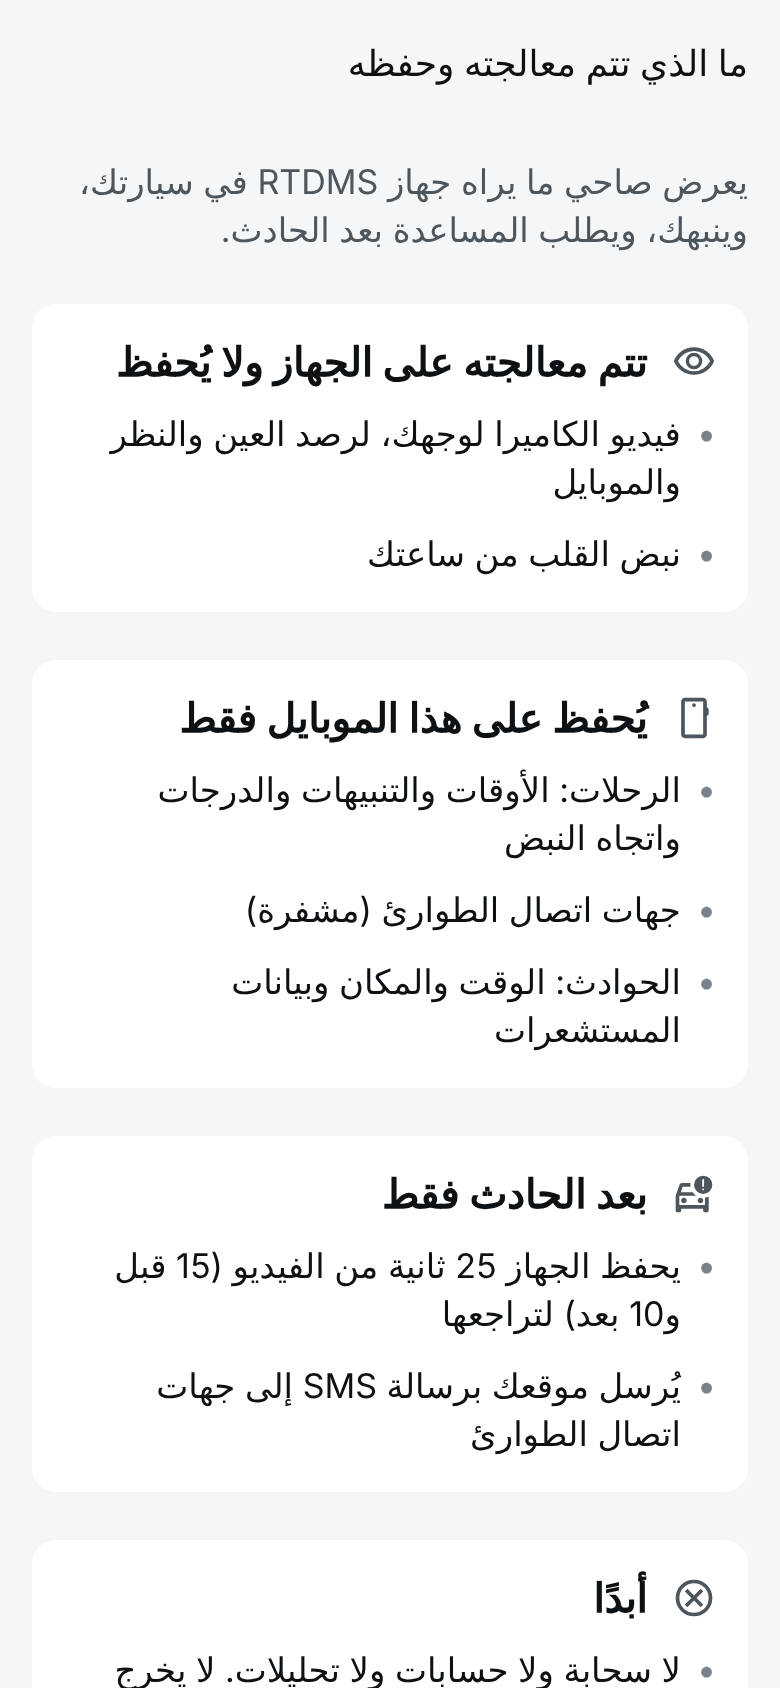 ما الذي تتم معالجته وحفظه
يعرض صاحي ما يراه جهاز RTDMS في سيارتك،
وينبهك، ويطلب المساعدة بعد الحادث.
تتم معالجته على الجهاز ولا يُحفظ
فيديو الكاميرا لوجهك، لرصد العين والنظر
والموبايل
نبض القلب من ساعتك
يُحفظ على هذا الموبايل فقط
الرحلات: الأوقات والتنبيهات والدرجات
واتجاه النبض
جهات اتصال الطوارئ (مشفرة)
الحوادث: الوقت والمكان وبيانات
المستشعرات
بعد الحادث فقط
يحفظ الجهاز 25 ثانية من الفيديو (15 قبل
و10 بعد) لتراجعها
يُرسل موقعك برسالة SMS إلى جهات
اتصال الطوارئ
أبدًا
لا سحابة ولا حسابات ولا تحليلات. لا يخرج